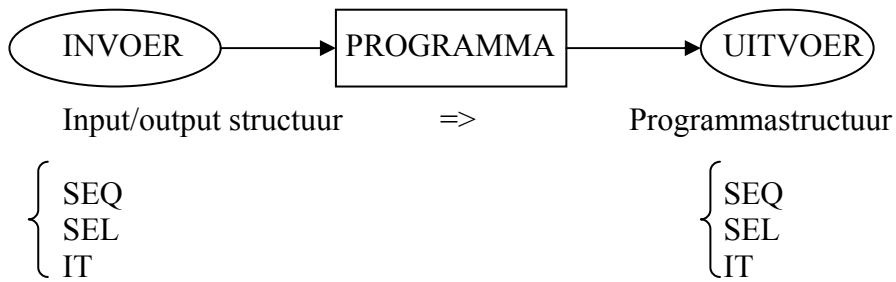 INVOER PROGRAMMA UITVOER
Input/output structuur => Programmastructuur
SEQ SEQ
SEL SEL
IT IT